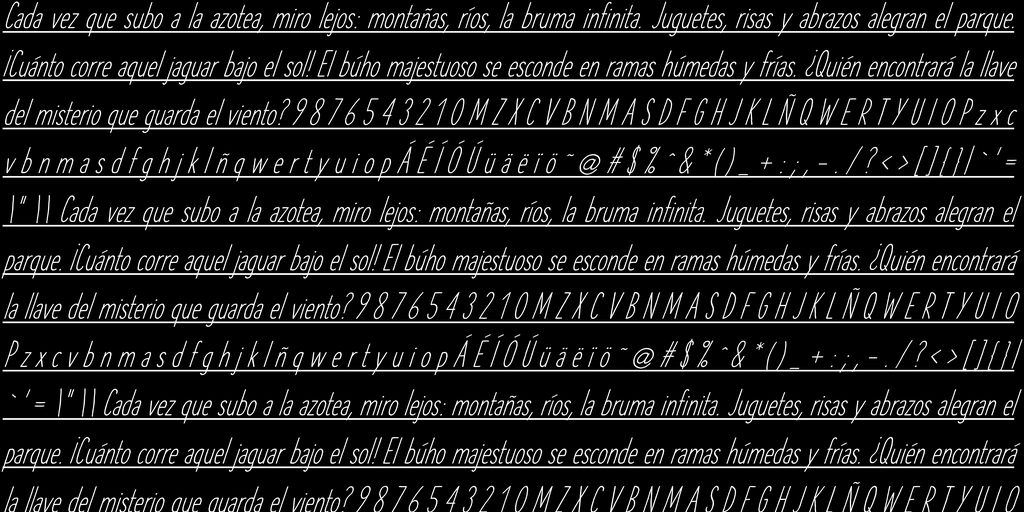 Cada vez que subo a la azotea, miro lejos: montañas, ríos, la bruma infinita. Juguetes, risas y abrazos alegran el parque.
¡Cuánto corre aquel jaguar bajo el sol! El búho majestuoso se esconde en ramas húmedas y frías. ¿Quién encontrará la llave
del misterio que guarda el viento? 9 8 7 6 5 4 3 2 1 0 M Z X C V B N M A S D F G H J K L Ñ Q W E R T Y U I O P z x c
v b n m a s d f g h j k l ñ q w e r t y u i o p Á É Í Ó Ú ü ä ë ï ö ~ @ # $ % ^ & * ( ) _ + : ; , - . / ? < > [ ] { } | ` ' =
| " \ | Cada vez que subo a la azotea, miro lejos: montañas, ríos, la bruma infinita. Juguetes, risas y abrazos alegran el
parque. ¡Cuánto corre aquel jaguar bajo el sol! El búho majestuoso se esconde en ramas húmedas y frías. ¿Quién encontrará
la llave del misterio que guarda el viento? 9 8 7 6 5 4 3 2 1 0 M Z X C V B N M A S D F G H J K L Ñ Q W E R T Y U I O
P z x c v b n m a s d f g h j k l ñ q w e r t y u i o p Á É Í Ó Ú ü ä ë ï ö ~ @ # $ % ^ & * ( ) _ + : ; , - . / ? < > [ ] { } |
` ' = | " \ | Cada vez que subo a la azotea, miro lejos: montañas, ríos, la bruma infinita. Juguetes, risas y abrazos alegran el
parque. ¡Cuánto corre aquel jaguar bajo el sol! El búho majestuoso se esconde en ramas húmedas y frías. ¿Quién encontrará
la llave del misterio que guarda el viento? 9 8 7 6 5 4 3 2 1 0 M Z X C V B N M A S D F G H J K L Ñ Q W E R T Y U I O